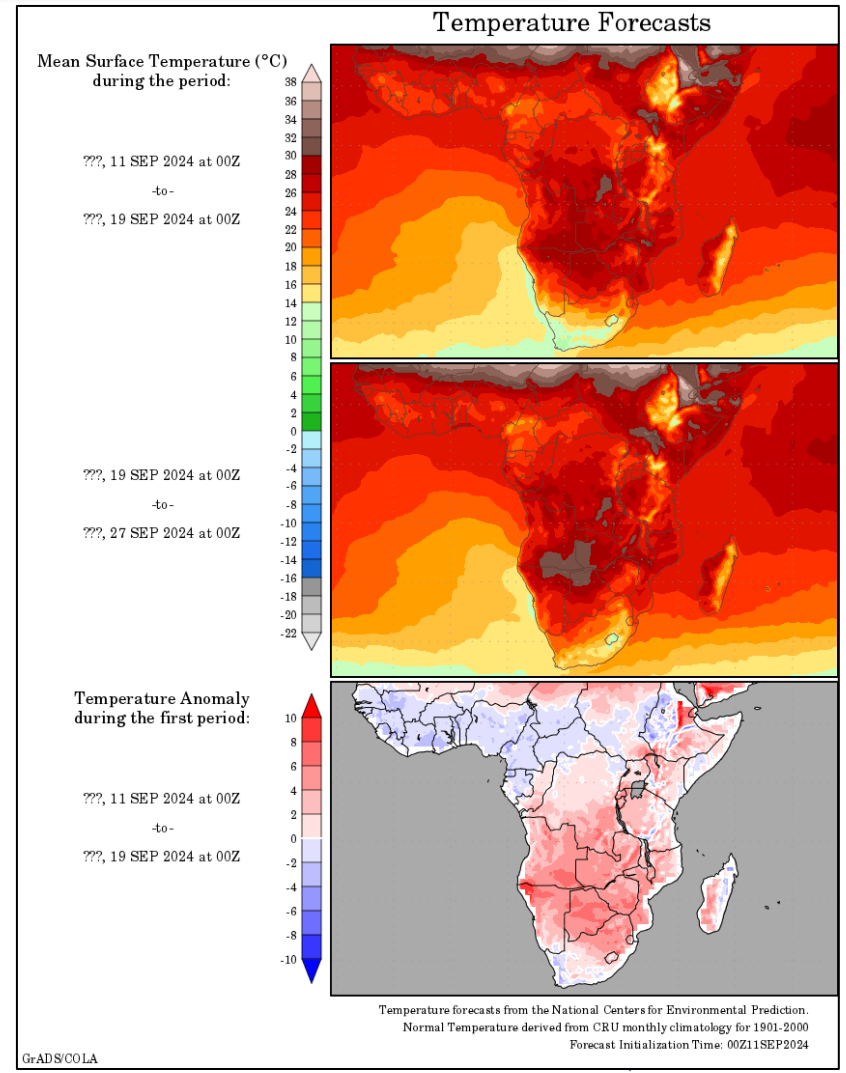 Temperature Forecasts
Mean Surface Temperature (°C)
during the period:
38
36
34
32
30
28
26
24
22
20
18
16
14
12
10
8
6
4
2
0
-2
-4
-6
-8
-10
-12
-14
-16
-18
-20
-22
???, 11 SEP 2024 at 00Z
-to-
???, 19 SEP 2024 at 00Z
???, 19 SEP 2024 at 00Z
-to-
???, 27 SEP 2024 at 00Z
Temperature Anomaly
during the first period:
10
8
6
4
2
0
-2
-4
-6
-8
-10
???, 11 SEP 2024 at 00Z
-to-
???, 19 SEP 2024 at 00Z
Temperature forecasts from the National Centers for Environmental Prediction.
Normal Temperature derived from CRU monthly climatology for 1901-2000
Forecast Initialization Time: 00Z11SEP2024
GrADS/COLA